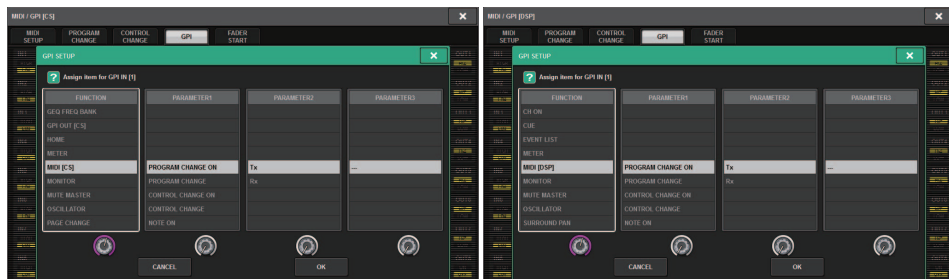 MIDI / GPI [CS]
MIDI SETUP
PROGRAM CHANGE
CONTROL CHANGE
GPI
FADER START
GPI SETUP
? Assign item for GPI IN [1]
FUNCTION PARAMETER1 PARAMETER2 PARAMETER3
GEQ FREQ BANK
GPI OUT [CS]
HOME
METER
MIDI [CS] PROGRAM CHANGE ON Tx ---
MONITOR PROGRAM CHANGE Rx
MUTE MASTER CONTROL CHANGE ON
OSCILLATOR CONTROL CHANGE
PAGE CHANGE NOTE ON
CANCEL OK
MIDI / GPI [DSP]
MIDI SETUP
PROGRAM CHANGE
CONTROL CHANGE
GPI
FADER START
GPI SETUP
? Assign item for GPI IN [1]
FUNCTION PARAMETER1 PARAMETER2 PARAMETER3
CH ON
CUE
EVENT LIST
METER
MIDI [DSP] PROGRAM CHANGE ON Tx ---
MONITOR PROGRAM CHANGE Rx
MUTE MASTER CONTROL CHANGE ON
OSCILLATOR CONTROL CHANGE
SURROUND PAN NOTE ON
CANCEL OK